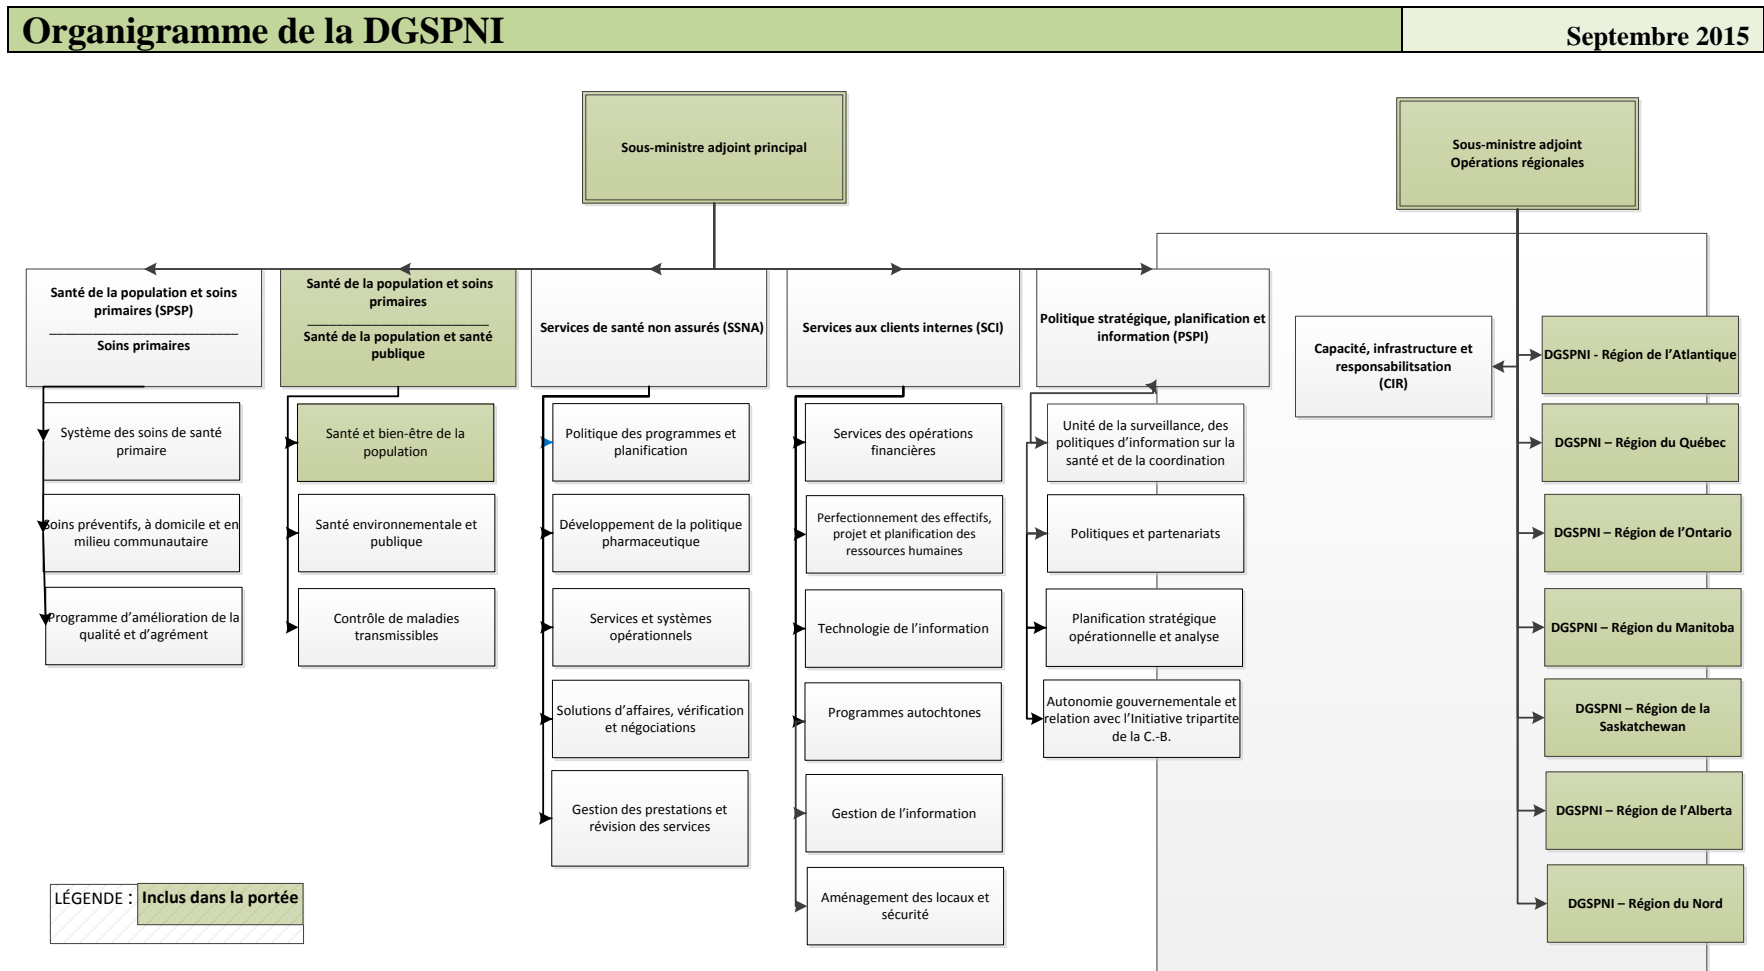 Organigramme de la DGSPNI
Septembre 2015
Sous-ministre adjoint principal
Sous-ministre adjoint
Opérations régionales
Santé de la population et soins
primaires (SPSP)
Soins primaires
Système des soins de santé
primaire
Soins préventifs, à domicile et en
milieu communautaire
Programme d'amélioration de la
qualité et d'agrément
Santé de la population et soins
primaires
Santé de la population et santé
publique
Santé et bien-être de la
population
Santé environnementale et
publique
Contrôle de maladies
transmissibles
Services de santé non assurés (SSNA)
Politique des programmes et
planification
Développement de la politique
pharmaceutique
Services et systèmes
opérationnels
Solutions d'affaires, vérification
et négociations
Gestion des prestations et
révision des services
Services aux clients internes (SCI)
Services des opérations
financières
Perfectionnement des effectifs,
projet et planification des
ressources humaines
Technologie de l'information
Programmes autochtones
Gestion de l'information
Aménagement des locaux et
sécurité
Politique stratégique, planification et
information (PSPI)
Unité de la surveillance, des
politiques d'information sur la
santé et de la coordination
Politiques et partenariats
Planification stratégique
opérationnelle et analyse
Autonomie gouvernementale et
relation avec l'Initiative tripartite
de la C.-B.
Capacité, infrastructure et
responsabilitsation
(CIR)
DGSPNI - Région de l'Atlantique
DGSPNI – Région du Québec
DGSPNI – Région de l'Ontario
DGSPNI – Région du Manitoba
DGSPNI – Région de la
Saskatchewan
DGSPNI – Région de l'Alberta
DGSPNI – Région du Nord
LÉGENDE : Inclus dans la portée